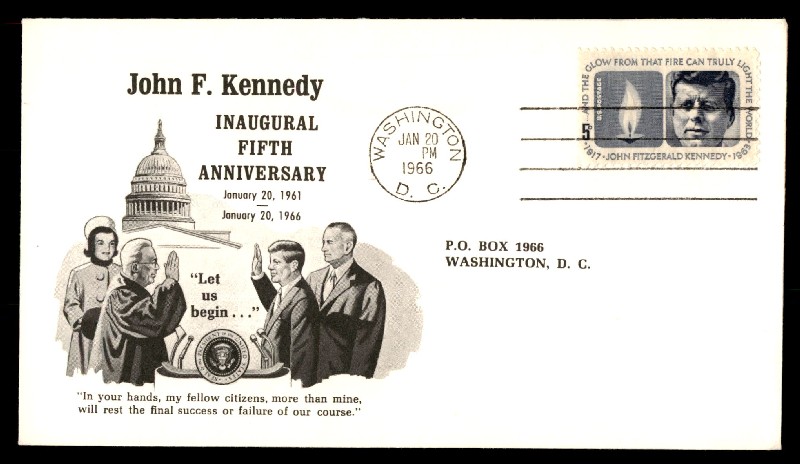 John F. Kennedy
INAUGURAL
FIFTH
ANNIVERSARY
January 20, 1961
—
January 20, 1966
"Let
us
begin..."
"In your hands, my fellow citizens, more than mine,
will rest the final success or failure of our course."
WASHINGTON
JAN 20
PM
1966
D. C.
AND THE GLOW FROM THAT FIRE CAN TRULY LIGHT THE WORLD
U.S. POSTAGE
5¢
1917 · JOHN FITZGERALD KENNEDY · 1963
P.O. BOX 1966
WASHINGTON, D. C.